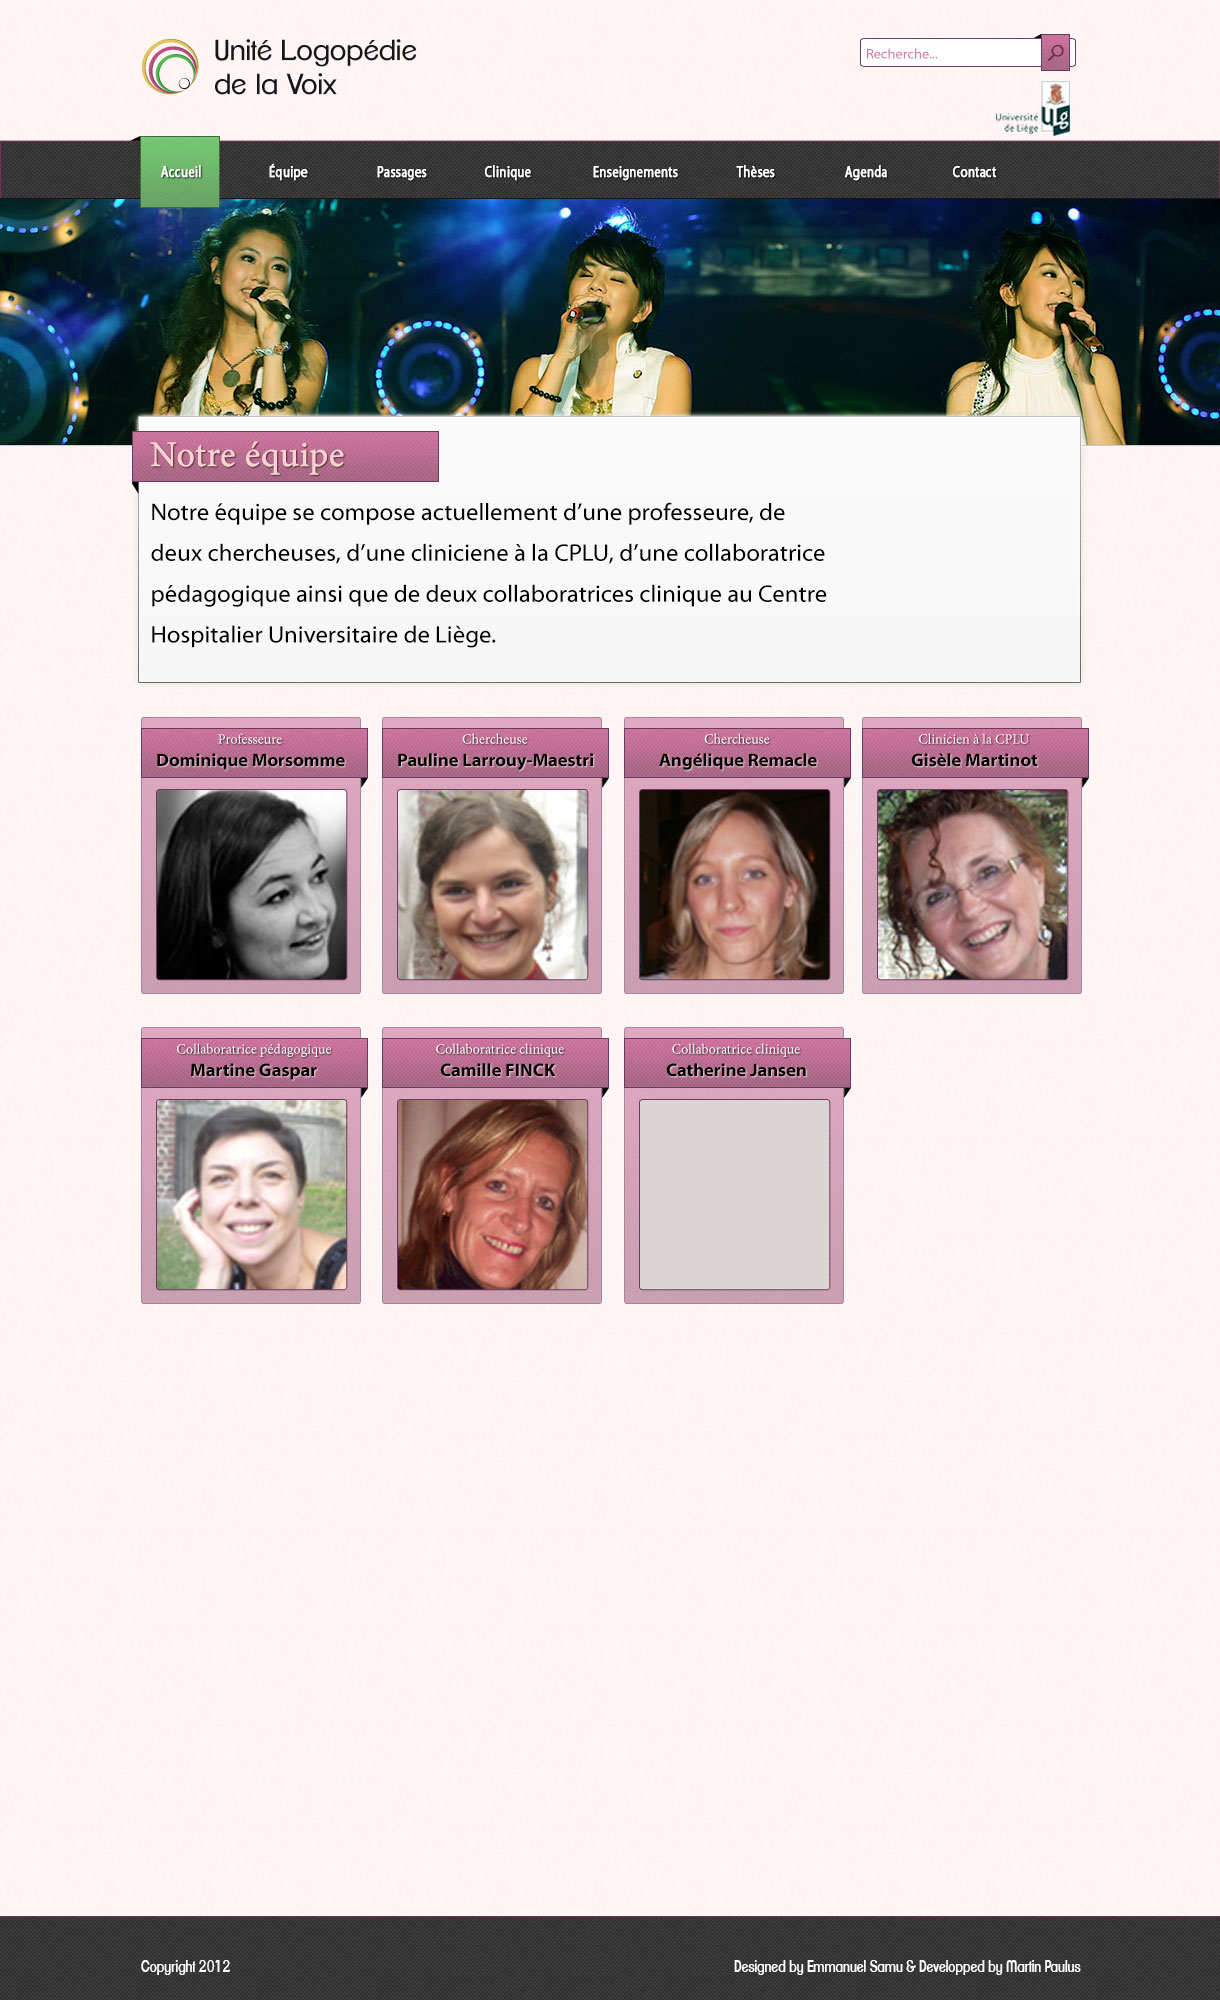 Unité Logopédie
de la Voix
Recherche...
Université
de Liège
ULg
Accueil Équipe Passages Clinique Enseignements Thèses Agenda Contact
Notre équipe
Notre équipe se compose actuellement d’une professeure, de
deux chercheuses, d’une cliniciene à la CPLU, d’une collaboratrice
pédagogique ainsi que de deux collaboratrices clinique au Centre
Hospitalier Universitaire de Liège.
Professeure
Dominique Morsomme
Chercheuse
Pauline Larrouy-Maestri
Chercheuse
Angélique Remacle
Clinicien à la CPLU
Gisèle Martinot
Collaboratrice pédagogique
Martine Gaspar
Collaboratrice clinique
Camille FINCK
Collaboratrice clinique
Catherine Jansen
Copyright 2012
Designed by Emmanuel Samu & Developped by Martin Paulus